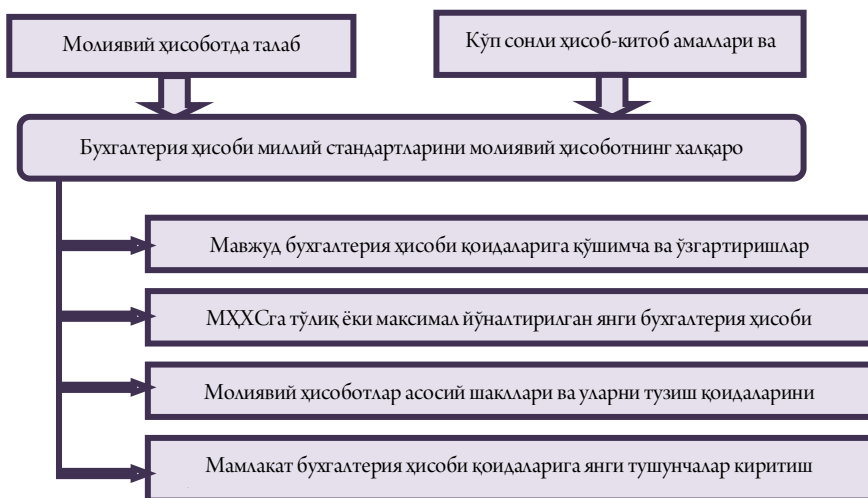 Молиявий ҳисоботда талаб
Кўп сонли ҳисоб-китоб амаллари ва
Бухгалтерия ҳисоби миллий стандартларини молиявий ҳисоботнинг халқаро
Мавжуд бухгалтерия ҳисоби қоидаларига қўшимча ва ўзгартиришлар
МҲХСга тўлиқ ёки максимал йўналтирилган янги бухгалтерия ҳисоби
Молиявий ҳисоботлар асосий шакллари ва уларни тузиш қоидаларини
Мамлакат бухгалтерия ҳисоби қоидаларига янги тушунчалар киритиш